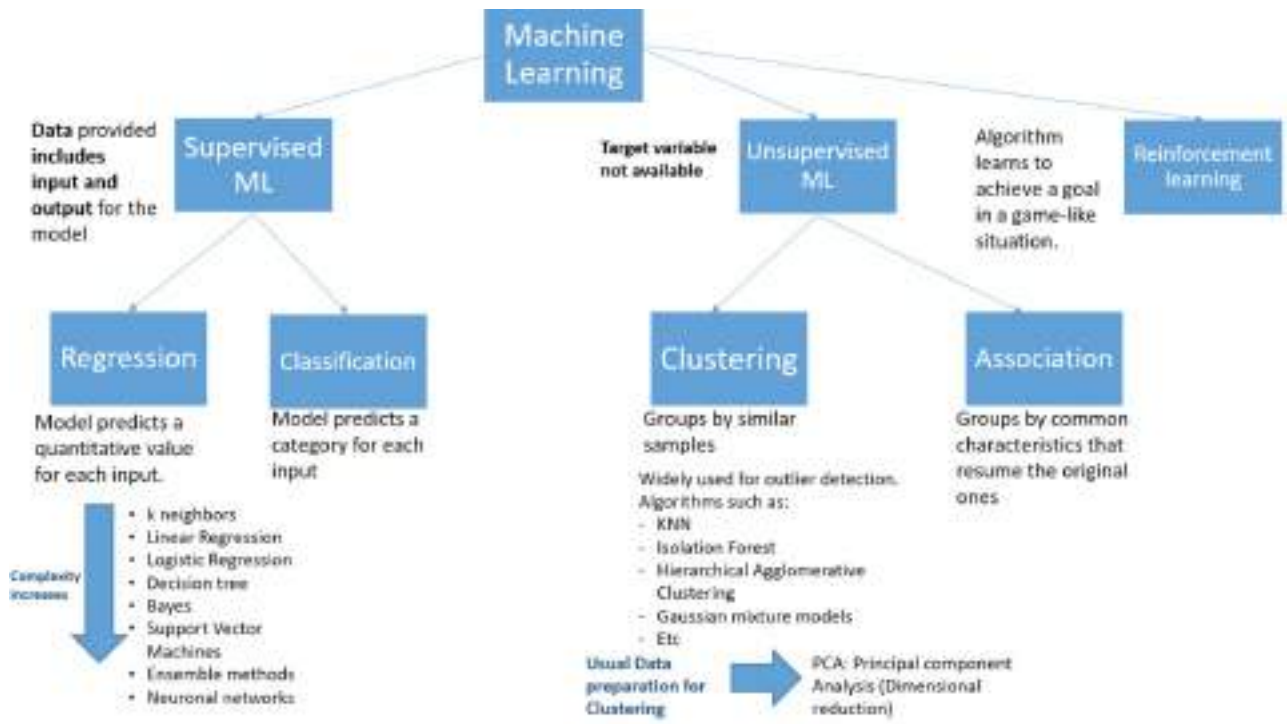 Machine
Learning
Data provided
includes
input and
output for the
model
Supervised
ML
Target variable
not available
Unsupervised
ML
Algorithm
learns to
achieve a goal
in a game-like
situation.
Reinforcement
learning
Regression
Model predicts a
quantitative value
for each input.
Classification
Model predicts a
category for each
input
Complexity
increases
• k neighbors
• Linear Regression
• Logistic Regression
• Decision tree
• Bayes
• Support Vector
Machines
• Ensemble methods
• Neuronal networks
Clustering
Groups by similar
samples
Widely used for outlier detection.
Algorithms such as:
- KNN
- Isolation Forest
- Hierarchical Agglomerative
Clustering
- Gaussian mixture models
- Etc
Usual Data
preparation for
Clustering
PCA: Principal component
Analysis (Dimensional
reduction)
Association
Groups by common
characteristics that
resume the original
ones